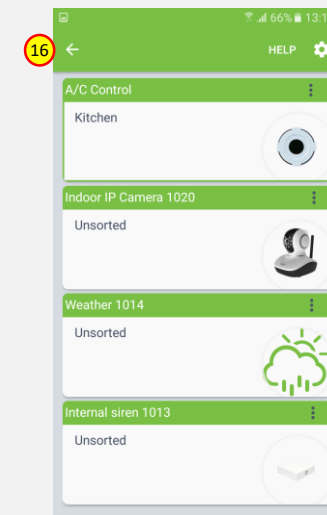 66% 13:1
16
HELP
A/C Control
Kitchen
Indoor IP Camera 1020
Unsorted
Weather 1014
Unsorted
Internal siren 1013
Unsorted